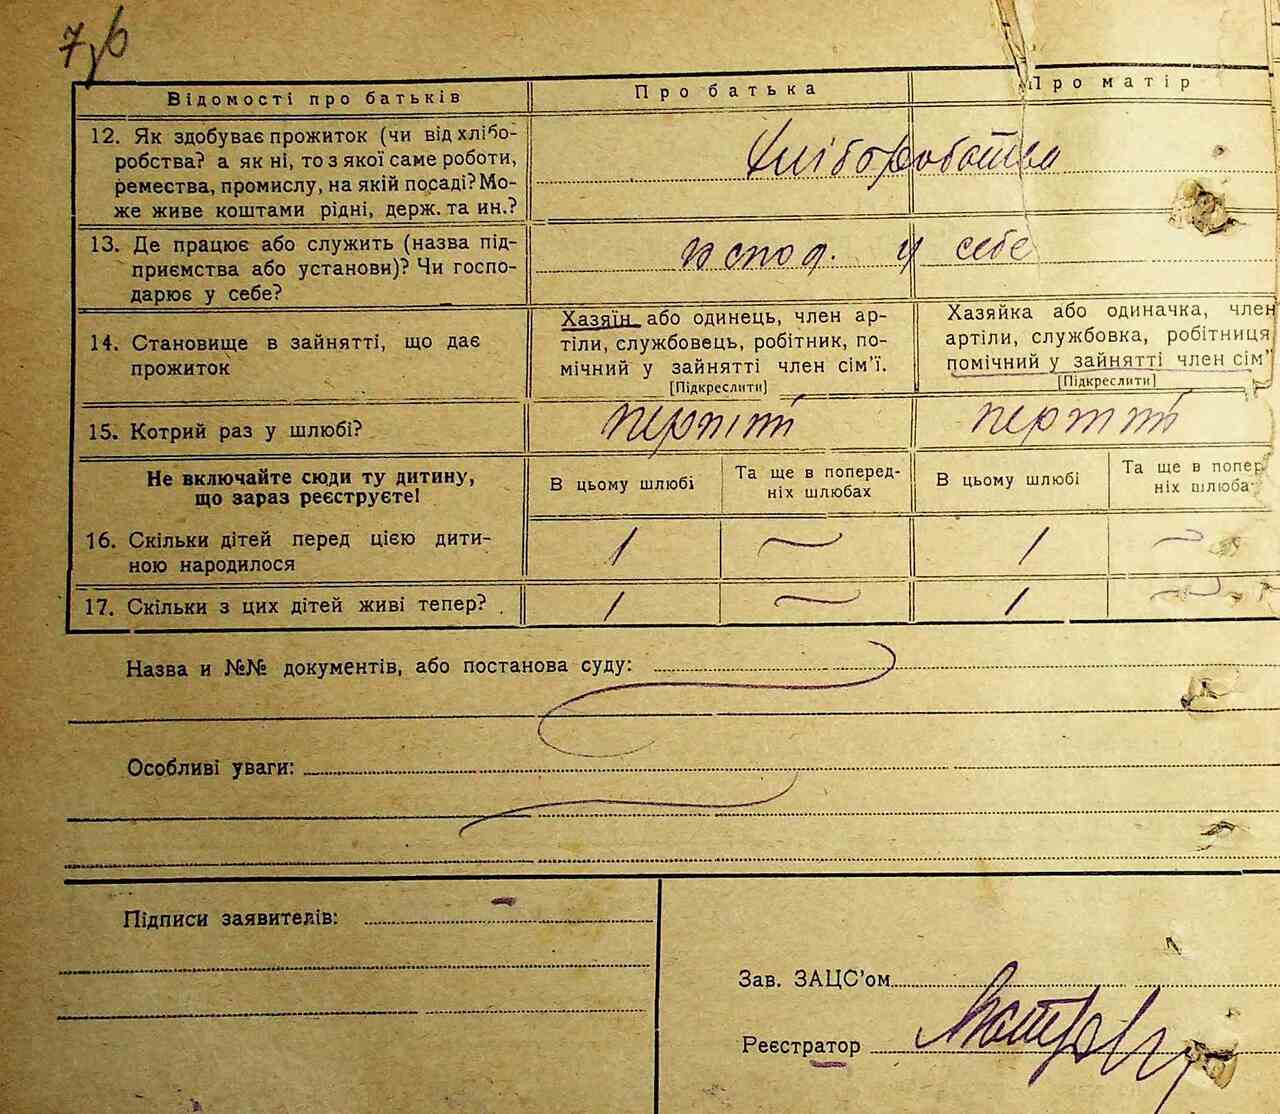 Відомості про батьків
Про батька
Про матір
12. Як здобуває прожиток (чи від хлібо-
робства? а як ні, то з якої саме роботи,
ремества, промислу, на якій посаді? Мо-
же живе коштами рідні, держ. та ин.?
хліборобство
13. Де працює або служить (назва під-
приємства або установи)? Чи госпо-
дарює у себе?
господ. у себе
14. Становище в зайнятті, що дає
прожиток
Хазяїн або одинець, член ар-
тіли, службовець, робітник, по-
мічний у зайнятті член сім'ї.
[Підкреслити]
Хазяйка або одиначка, член
артіли, службовка, робітниця
помічний у зайнятті член сім'
[Підкреслити]
15. Котрий раз у шлюбі?
перший
перший
Не включайте сюди ту дитину,
що зараз реєструєте!
В цьому шлюбі
Та ще в поперед-
ніх шлюбах
В цьому шлюбі
Та ще в попер
ніх шлюба
16. Скільки дітей перед цією дити-
ною народилося
1 — 1 —
17. Скільки з цих дітей живі тепер?
1 — 1 —
Назва и №№ документів, або постанова суду:
Особливі уваги:
Підписи заявителів:
Зав. ЗАЦС'ом
Реєстратор